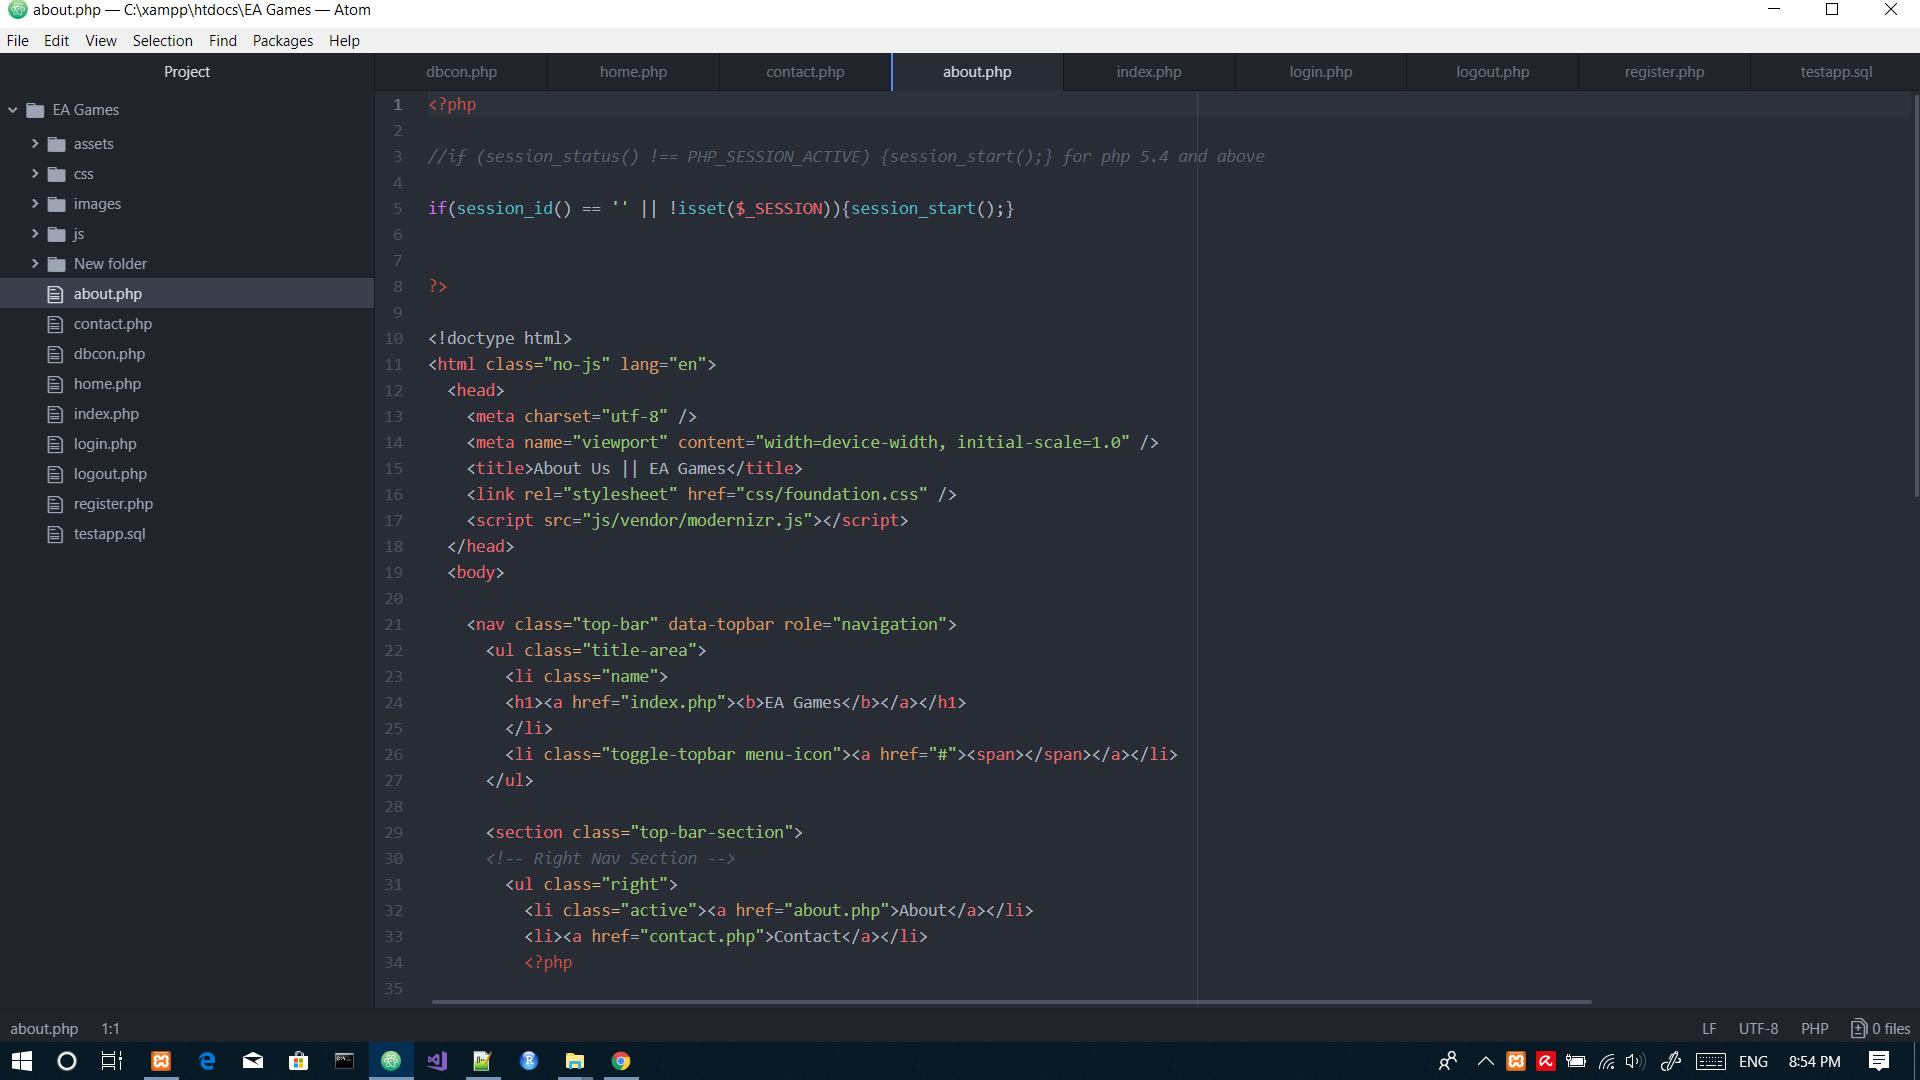 about.php — C:\xampp\htdocs\EA Games — Atom
File Edit View Selection Find Packages Help
Project
dbcon.php home.php contact.php about.php index.php login.php logout.php register.php testapp.sql
EA Games
assets
css
images
js
New folder
about.php
contact.php
dbcon.php
home.php
index.php
login.php
logout.php
register.php
testapp.sql
1 <?php
2
3 //if (session_status() !== PHP_SESSION_ACTIVE) {session_start();} for php 5.4 and above
4
5 if(session_id() == '' || !isset($_SESSION)){session_start();}
6
7
8 ?>
9
10 <!doctype html>
11 <html class="no-js" lang="en">
12 <head>
13 <meta charset="utf-8" />
14 <meta name="viewport" content="width=device-width, initial-scale=1.0" />
15 <title>About Us || EA Games</title>
16 <link rel="stylesheet" href="css/foundation.css" />
17 <script src="js/vendor/modernizr.js"></script>
18 </head>
19 <body>
20
21 <nav class="top-bar" data-topbar role="navigation">
22 <ul class="title-area">
23 <li class="name">
24 <h1><a href="index.php"><b>EA Games</b></a></h1>
25 </li>
26 <li class="toggle-topbar menu-icon"><a href="#"><span></span></a></li>
27 </ul>
28
29 <section class="top-bar-section">
30 <!-- Right Nav Section -->
31 <ul class="right">
32 <li class="active"><a href="about.php">About</a></li>
33 <li><a href="contact.php">Contact</a></li>
34 <?php
35
about.php 1:1 LF UTF-8 PHP 0 files
ENG 8:54 PM